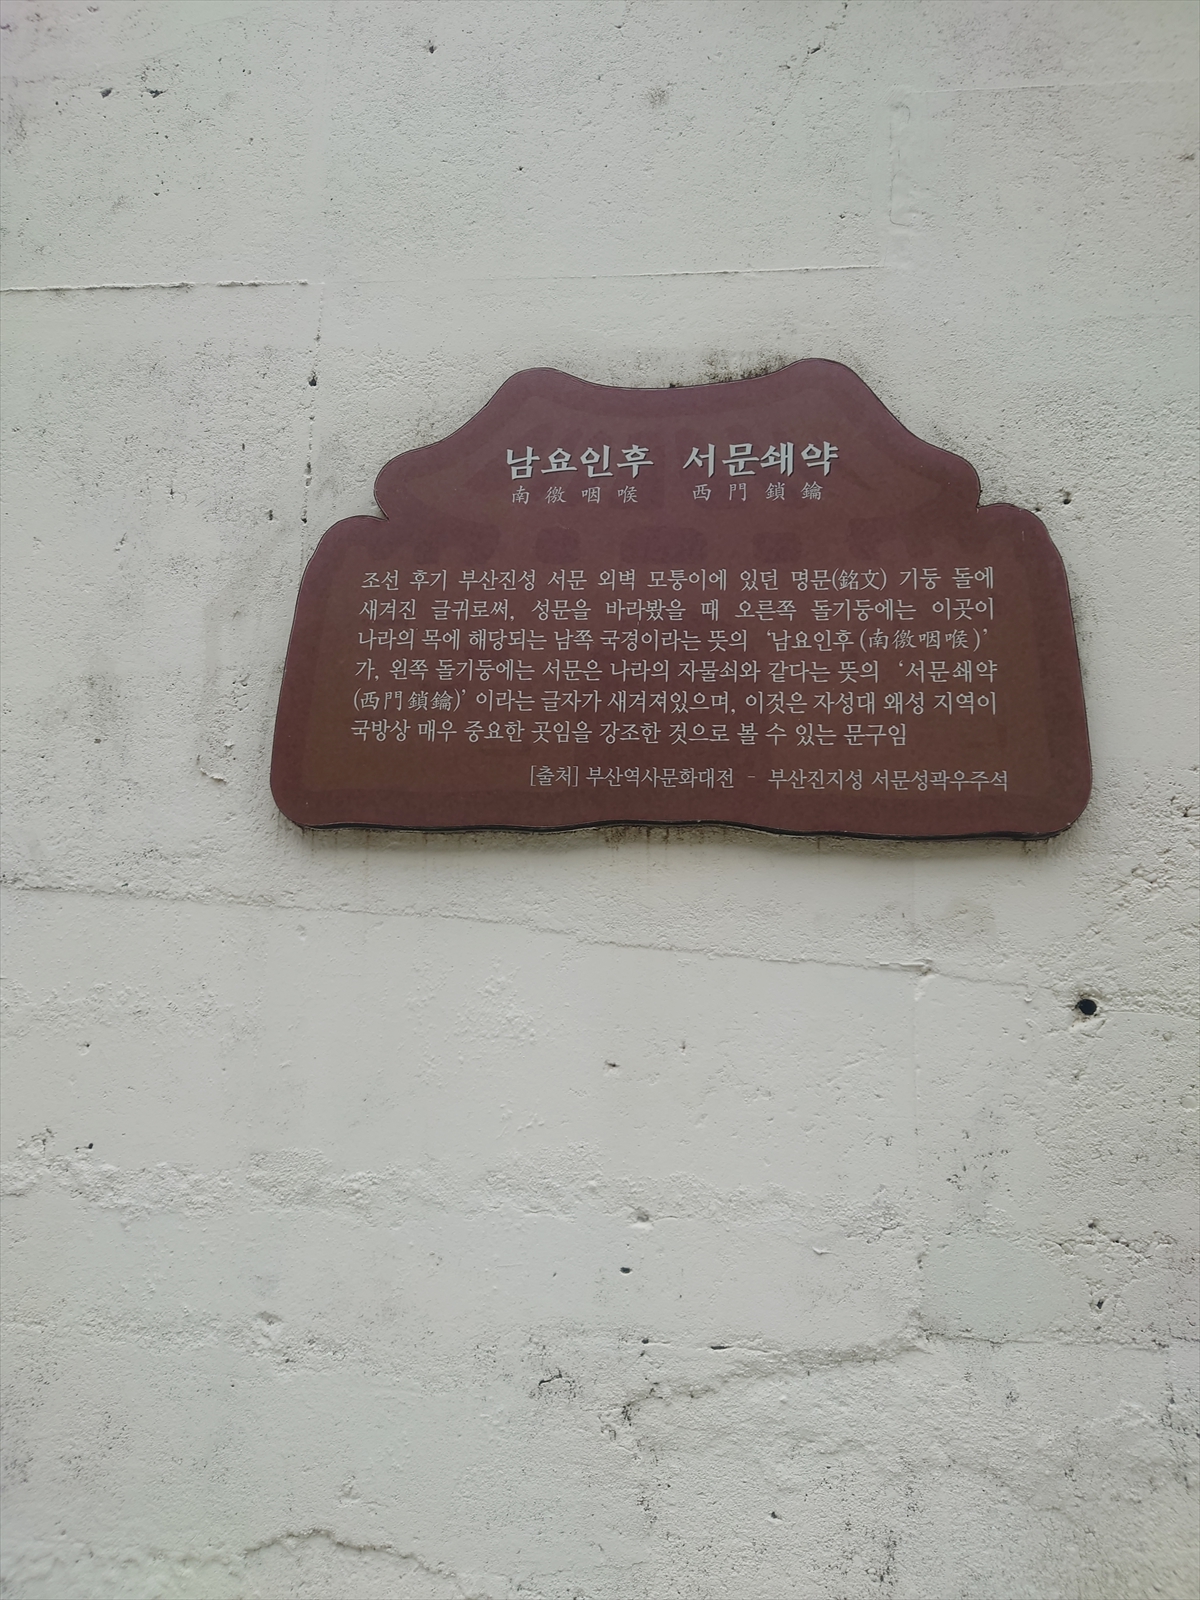 남요인후 서문쇄약
南徼咽喉 西門鎖鑰
조선 후기 부산진성 서문 외벽 모퉁이에 있던 명문(銘文) 기둥 돌에
새겨진 글귀로써, 성문을 바라봤을 때 오른쪽 돌기둥에는 이곳이
나라의 목에 해당되는 남쪽 국경이라는 뜻의 ‘남요인후(南徼咽喉)’
가, 왼쪽 돌기둥에는 서문은 나라의 자물쇠와 같다는 뜻의 ‘서문쇄약
(西門鎖鑰)’ 이라는 글자가 새겨져있으며, 이것은 자성대 왜성 지역이
국방상 매우 중요한 곳임을 강조한 것으로 볼 수 있는 문구임
[출처] 부산역사문화대전 - 부산진지성 서문성곽우주석